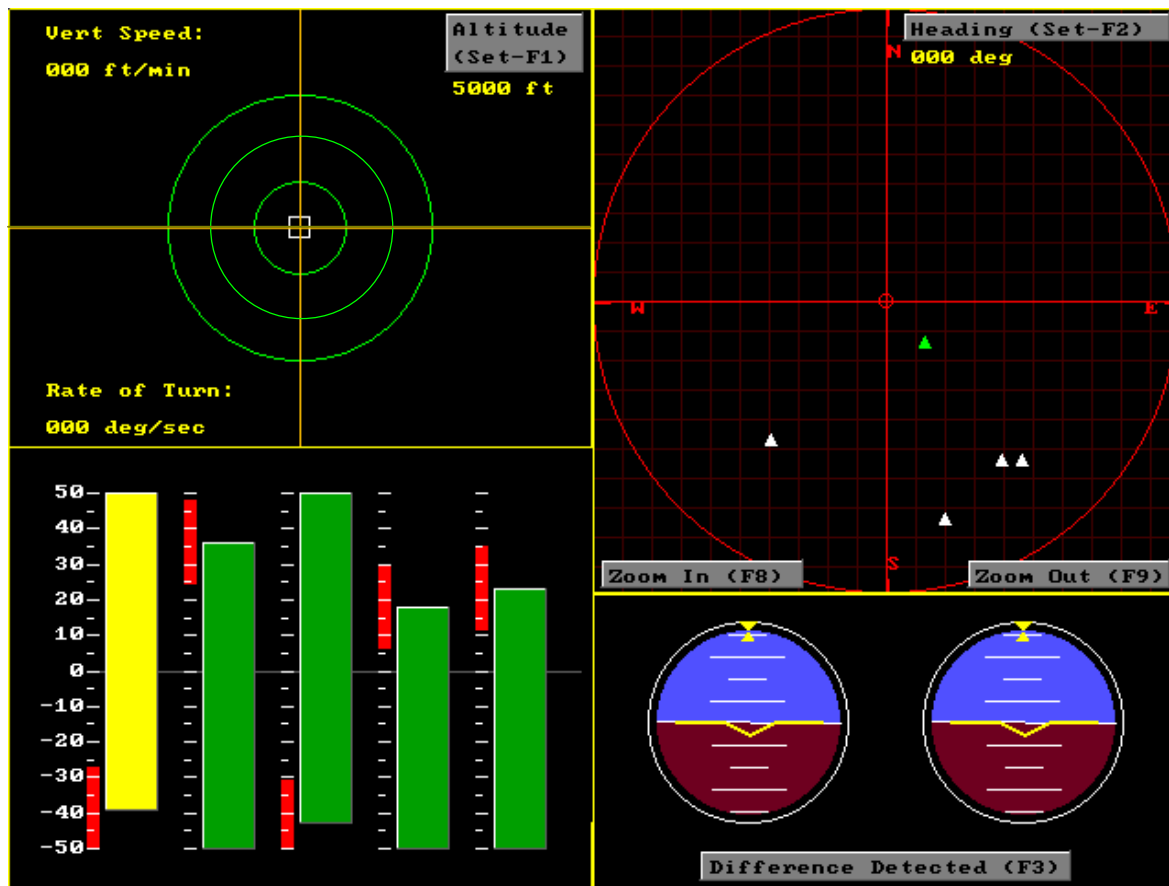 Vert Speed:
000 ft/min
Altitude
(Set-F1)
5000 ft
Rate of Turn:
000 deg/sec
Heading (Set-F2)
000 deg
N
W
E
S
Zoom In (F8)
Zoom Out (F9)
50
40
30
20
10
0
-10
-20
-30
-40
-50
Difference Detected (F3)